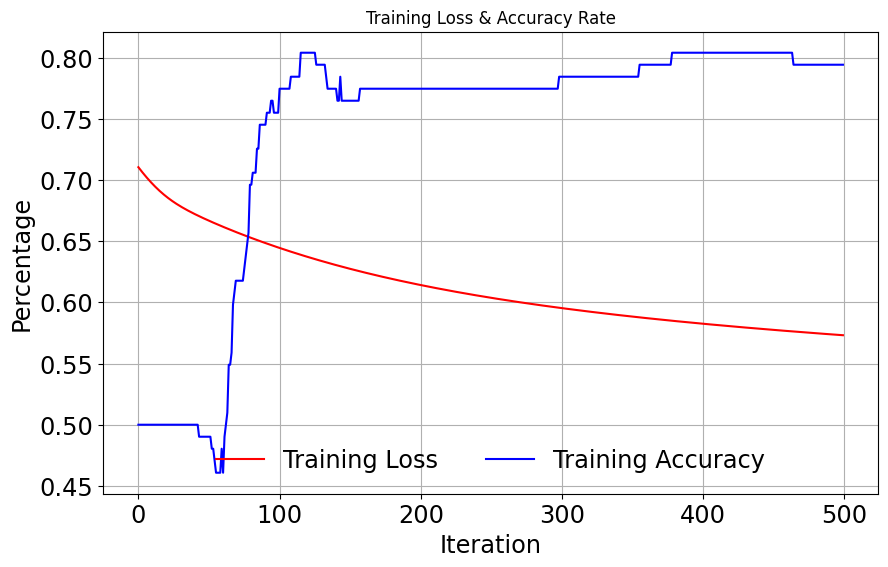 Training Loss & Accuracy Rate
0.80
0.75
0.70
0.65
0.60
0.55
0.50
0.45
Percentage
Training Loss
Training Accuracy
0 100 200 300 400 500
Iteration